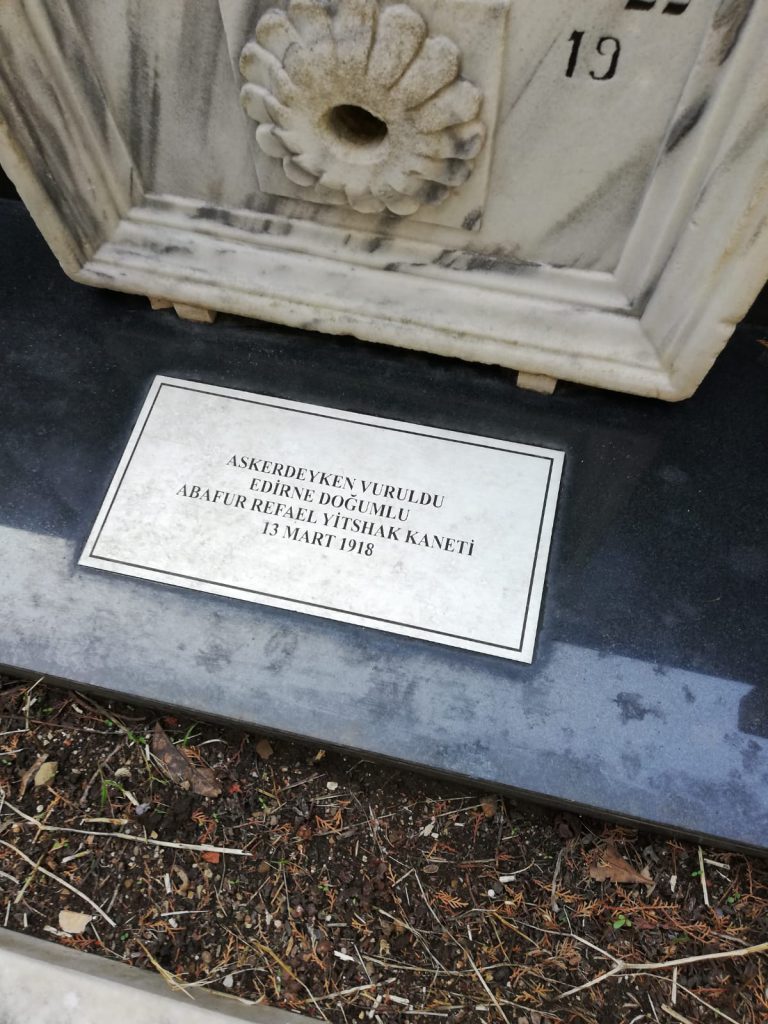 19
ASKERDEYKEN VURULDU
EDİRNE DOĞUMLU
ABAFUR REFAEL YİTSHAK KANETİ
13 MART 1918